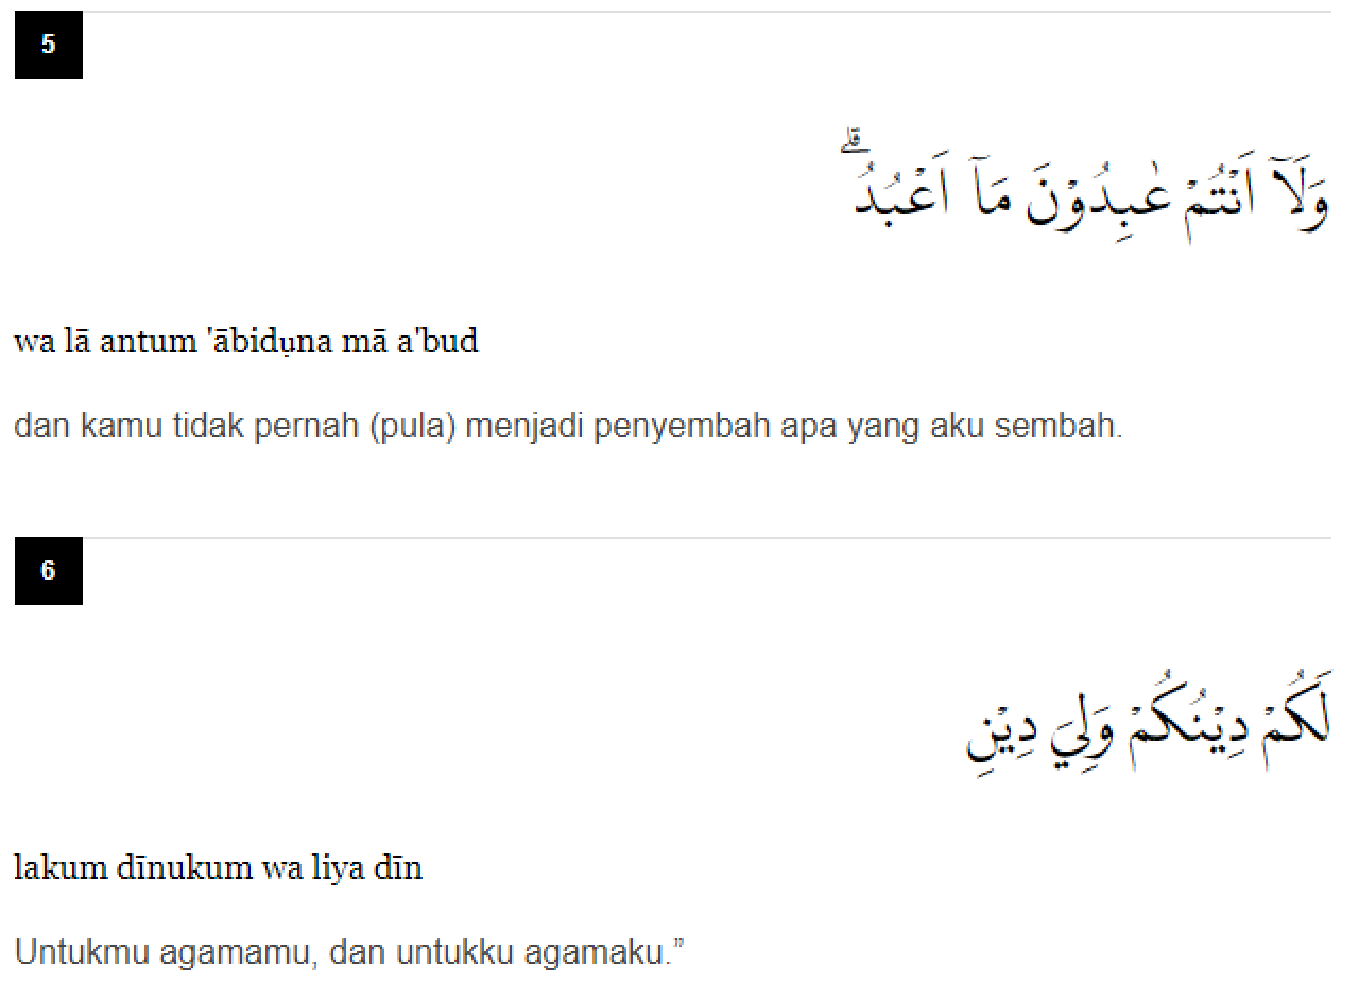 5
وَلَآ اَنْتُمْ عٰبِدُوْنَ مَآ اَعْبُدُۗ
wa lā antum 'ābidụna mā a'bud
dan kamu tidak pernah (pula) menjadi penyembah apa yang aku sembah.
6
لَكُمْ دِيْنُكُمْ وَلِيَ دِيْنِ
lakum dīnukum wa liya dīn
Untukmu agamamu, dan untukku agamaku.”